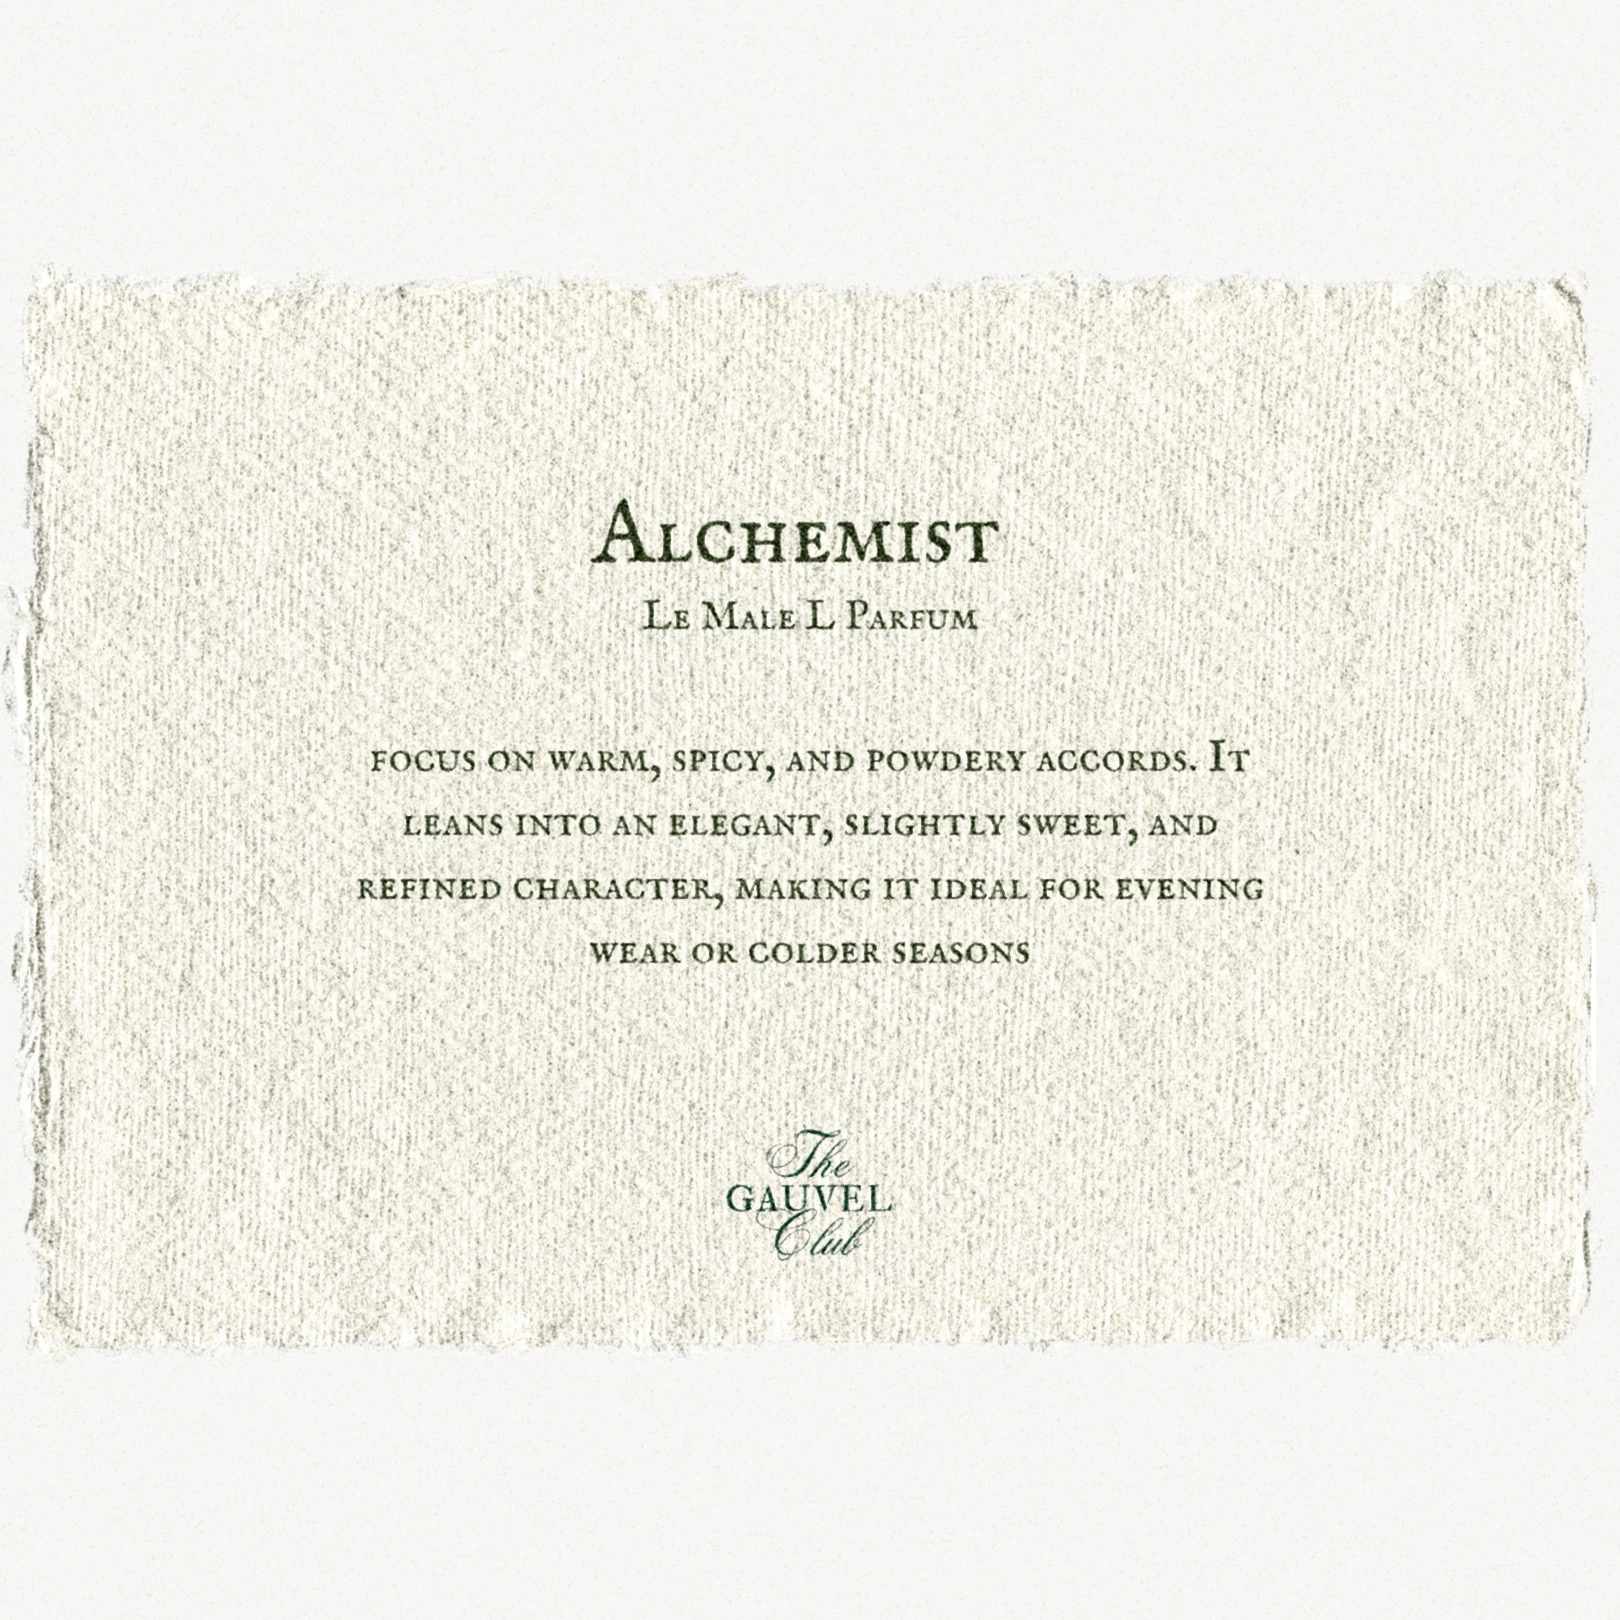 Alchemist
Le Male L Parfum
focus on warm, spicy, and powdery accords. It
leans into an elegant, slightly sweet, and
refined character, making it ideal for evening
wear or colder seasons
The
GAUVEL
Club